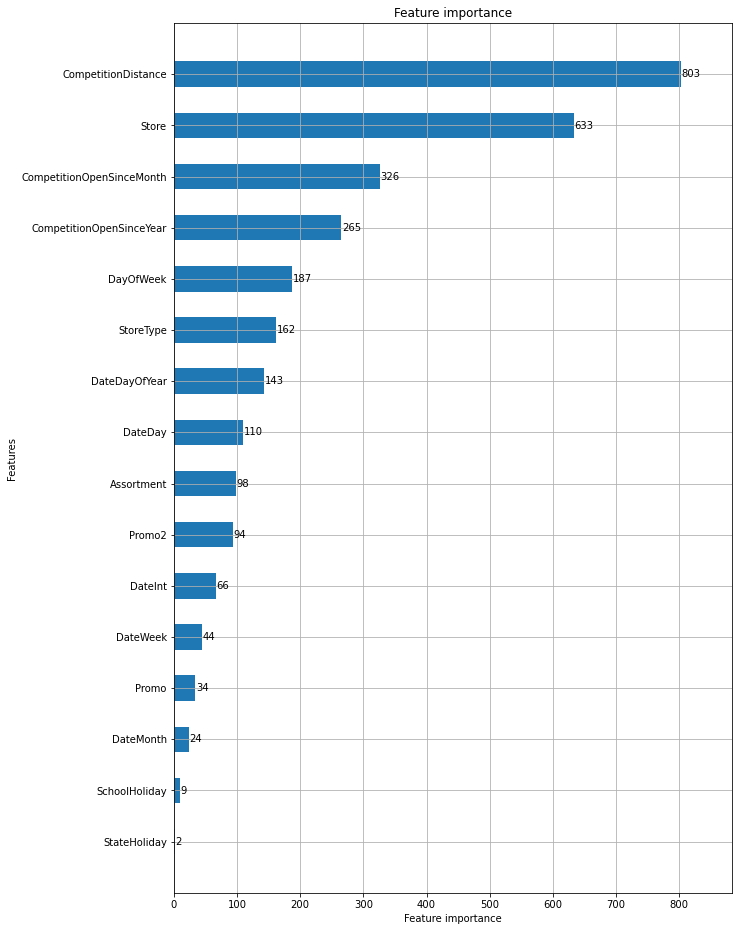 Feature importance
CompetitionDistance 803
Store 633
CompetitionOpenSinceMonth 326
CompetitionOpenSinceYear 265
DayOfWeek 187
StoreType 162
DateDayOfYear 143
DateDay 110
Features
Assortment 98
Promo2 94
DateInt 66
DateWeek 44
Promo 34
DateMonth 24
SchoolHoliday 9
StateHoliday 2
0 100 200 300 400 500 600 700 800
Feature importance